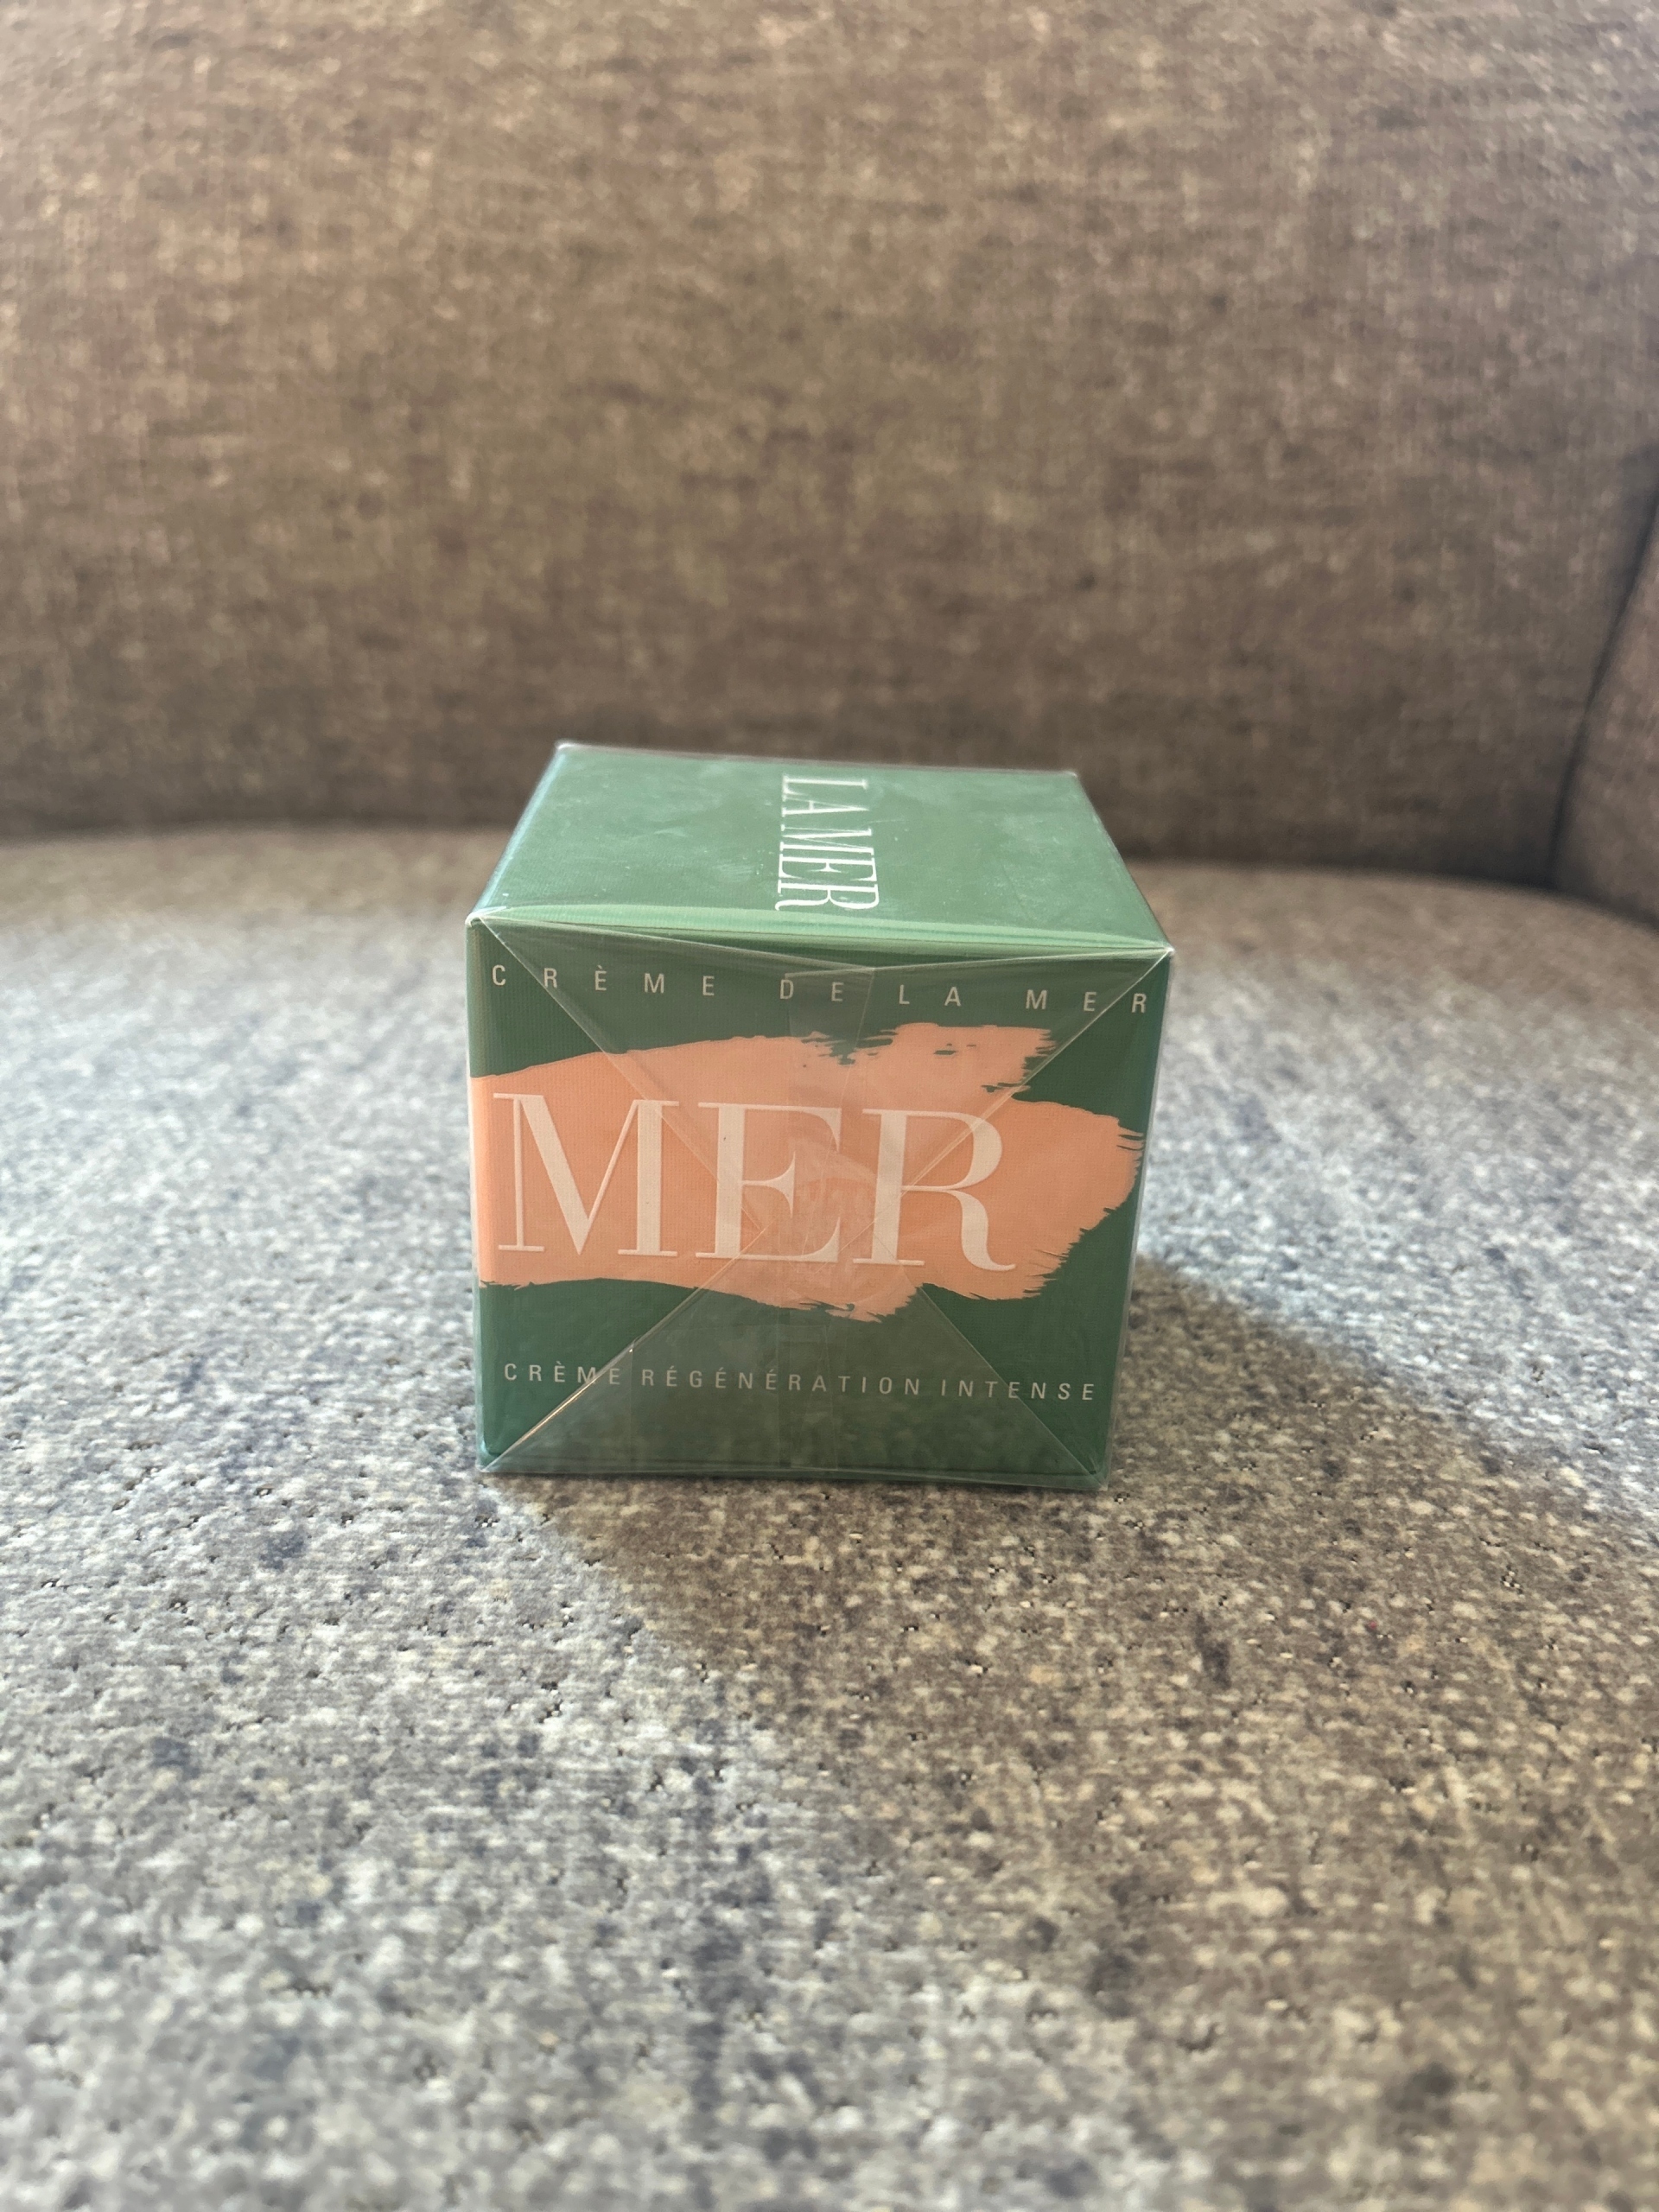 LA MER
CRÈME DE LA MER
MER
CRÈME RÉGÉNÉRATION INTENSE